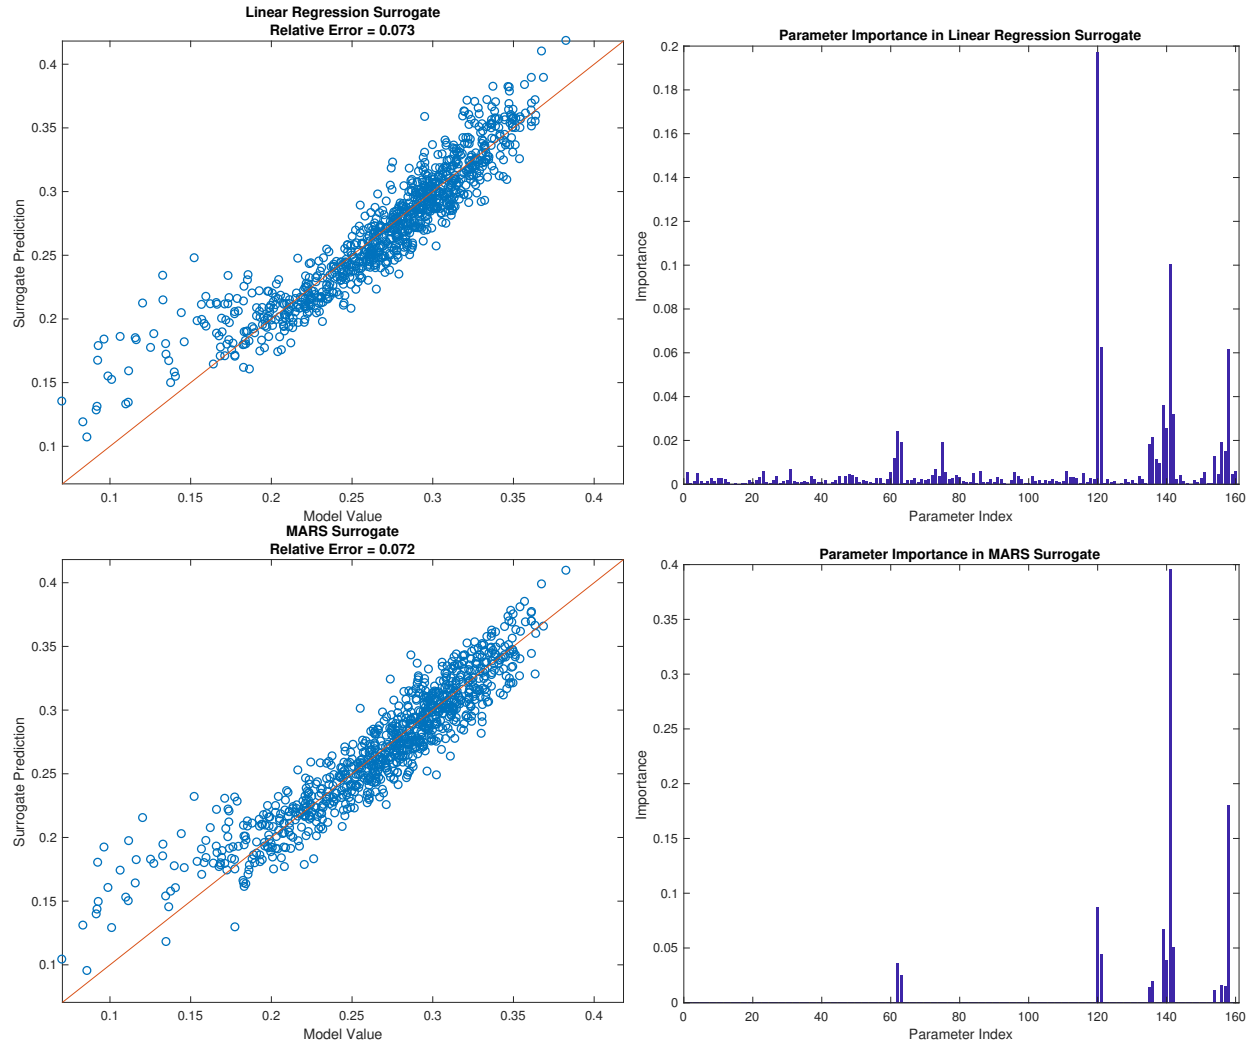 Linear Regression Surrogate
Relative Error = 0.073
0.4
0.35
0.3
0.25
0.2
0.15
0.1
Surrogate Prediction
0.1 0.15 0.2 0.25 0.3 0.35 0.4
Model Value
Parameter Importance in Linear Regression Surrogate
0.2
0.18
0.16
0.14
0.12
0.1
0.08
0.06
0.04
0.02
0
Importance
0 20 40 60 80 100 120 140 160
Parameter Index
MARS Surrogate
Relative Error = 0.072
0.4
0.35
0.3
0.25
0.2
0.15
0.1
Surrogate Prediction
0.1 0.15 0.2 0.25 0.3 0.35 0.4
Model Value
Parameter Importance in MARS Surrogate
0.4
0.35
0.3
0.25
0.2
0.15
0.1
0.05
0
Importance
0 20 40 60 80 100 120 140 160
Parameter Index